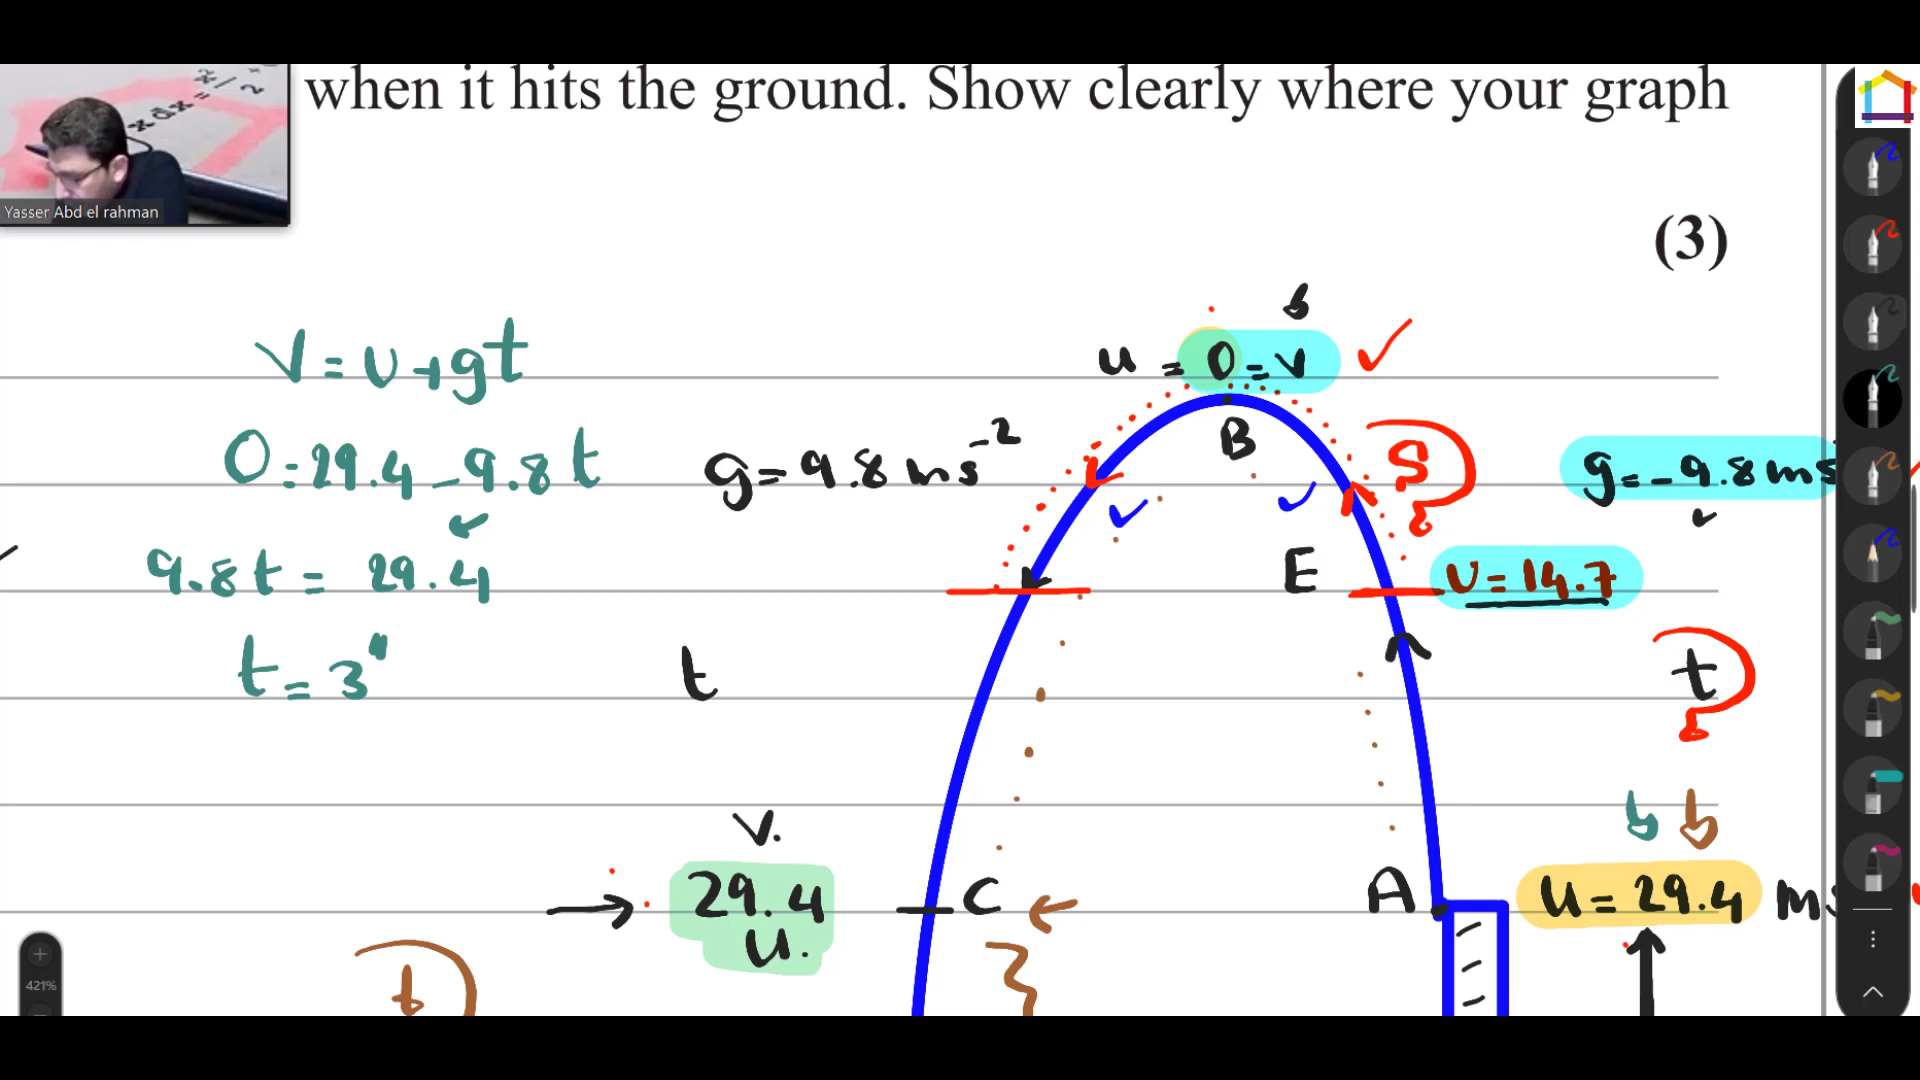 when it hits the ground. Show clearly where your graph
Yasser Abd el rahman
(3)
V = U + gt
u = 0 = v
B
0 = 29.4 - 9.8 t
g = 9.8 ms⁻²
S
g = - 9.8 ms
9.8 t = 29.4
E
U = 14.7
t = 3"
t
t
V.
29.4
U.
C
A
U = 29.4 ms
421%
t